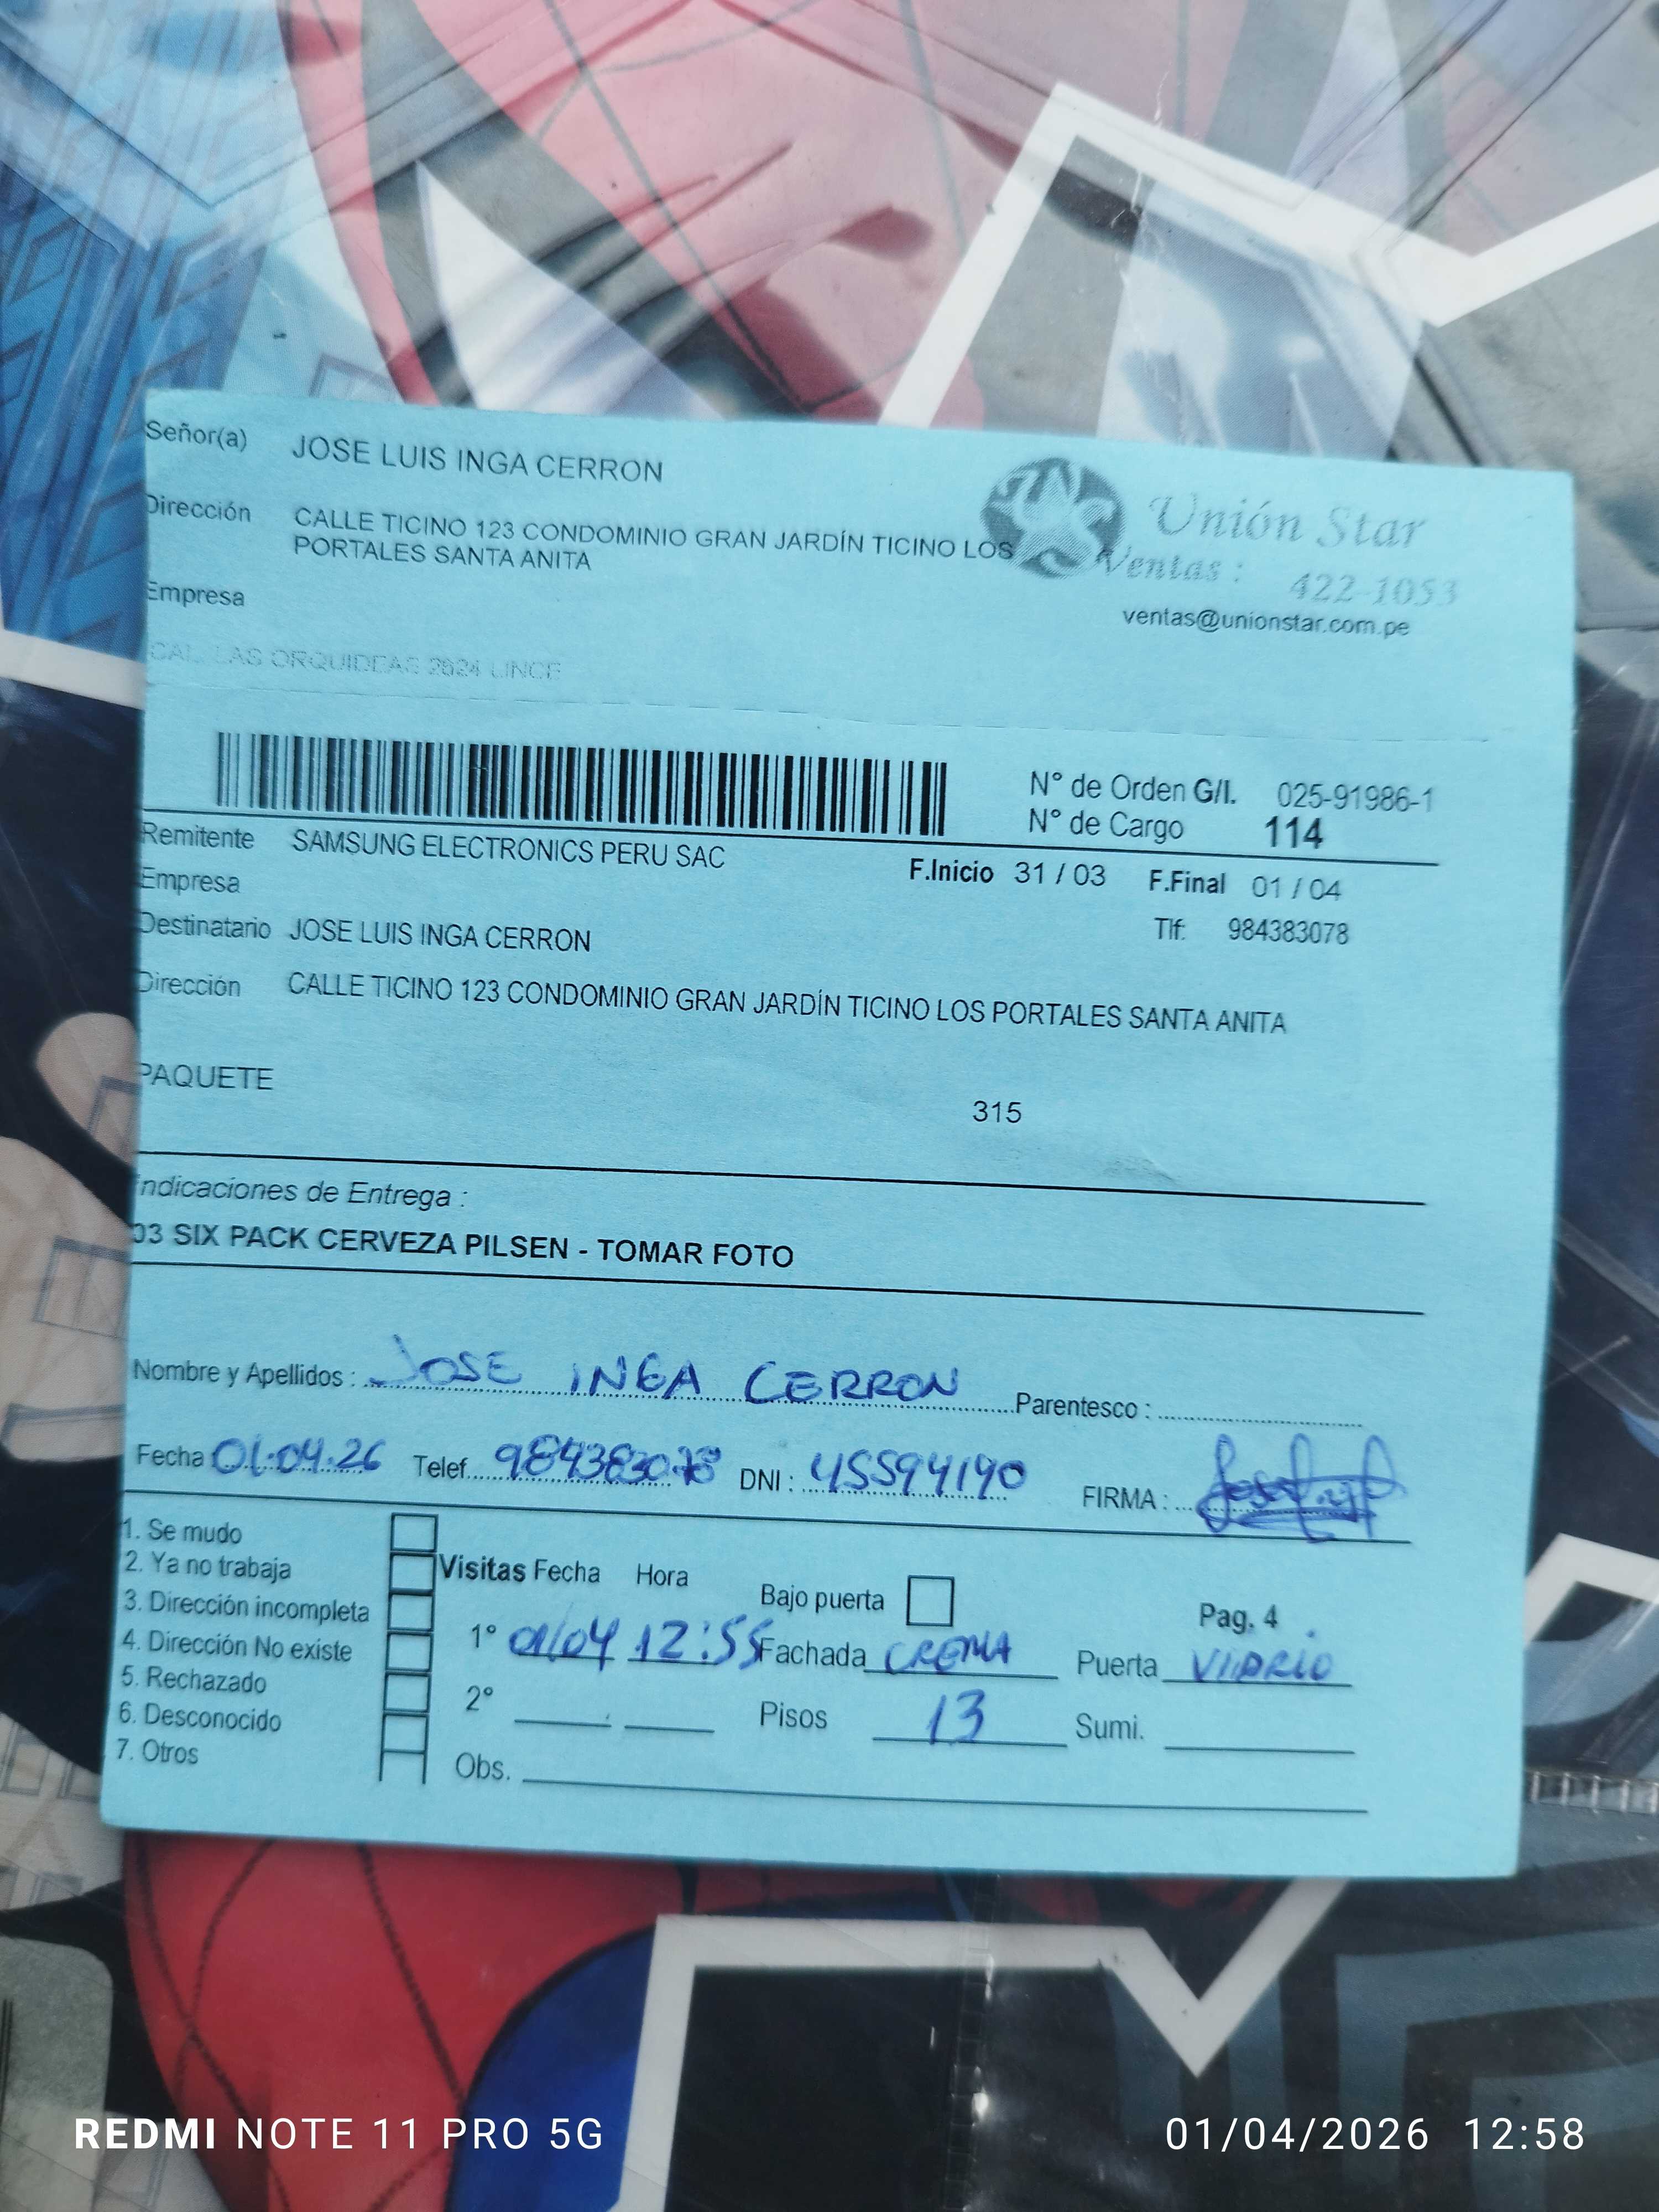 Señor(a) JOSE LUIS INGA CERRON
Dirección CALLE TICINO 123 CONDOMINIO GRAN JARDÍN TICINO LOS
PORTALES SANTA ANITA
Unión Star
Ventas : 422-1053
ventas@unionstar.com.pe
Empresa
CAL. LAS ORQUIDEAS 2624 LINCE
N° de Orden G/I. 025-91986-1
N° de Cargo 114
Remitente SAMSUNG ELECTRONICS PERU SAC
F.Inicio 31 / 03 F.Final 01 / 04
Empresa
Destinatario JOSE LUIS INGA CERRON
Tlf: 984383078
Dirección CALLE TICINO 123 CONDOMINIO GRAN JARDÍN TICINO LOS PORTALES SANTA ANITA
PAQUETE
315
Indicaciones de Entrega :
03 SIX PACK CERVEZA PILSEN - TOMAR FOTO
Nombre y Apellidos : JOSE INGA CERRON Parentesco :
Fecha 01.04.26 Telef. 984383078 DNI : 45594190 FIRMA :
1. Se mudo
2. Ya no trabaja
3. Dirección incompleta
4. Dirección No existe
5. Rechazado
6. Desconocido
7. Otros
Visitas Fecha Hora Bajo puerta Pag. 4
1° 01/04 12:55 Fachada CREMA Puerta VIDRIO
2° Pisos 13 Sumi.
Obs.
REDMI NOTE 11 PRO 5G 01/04/2026 12:58